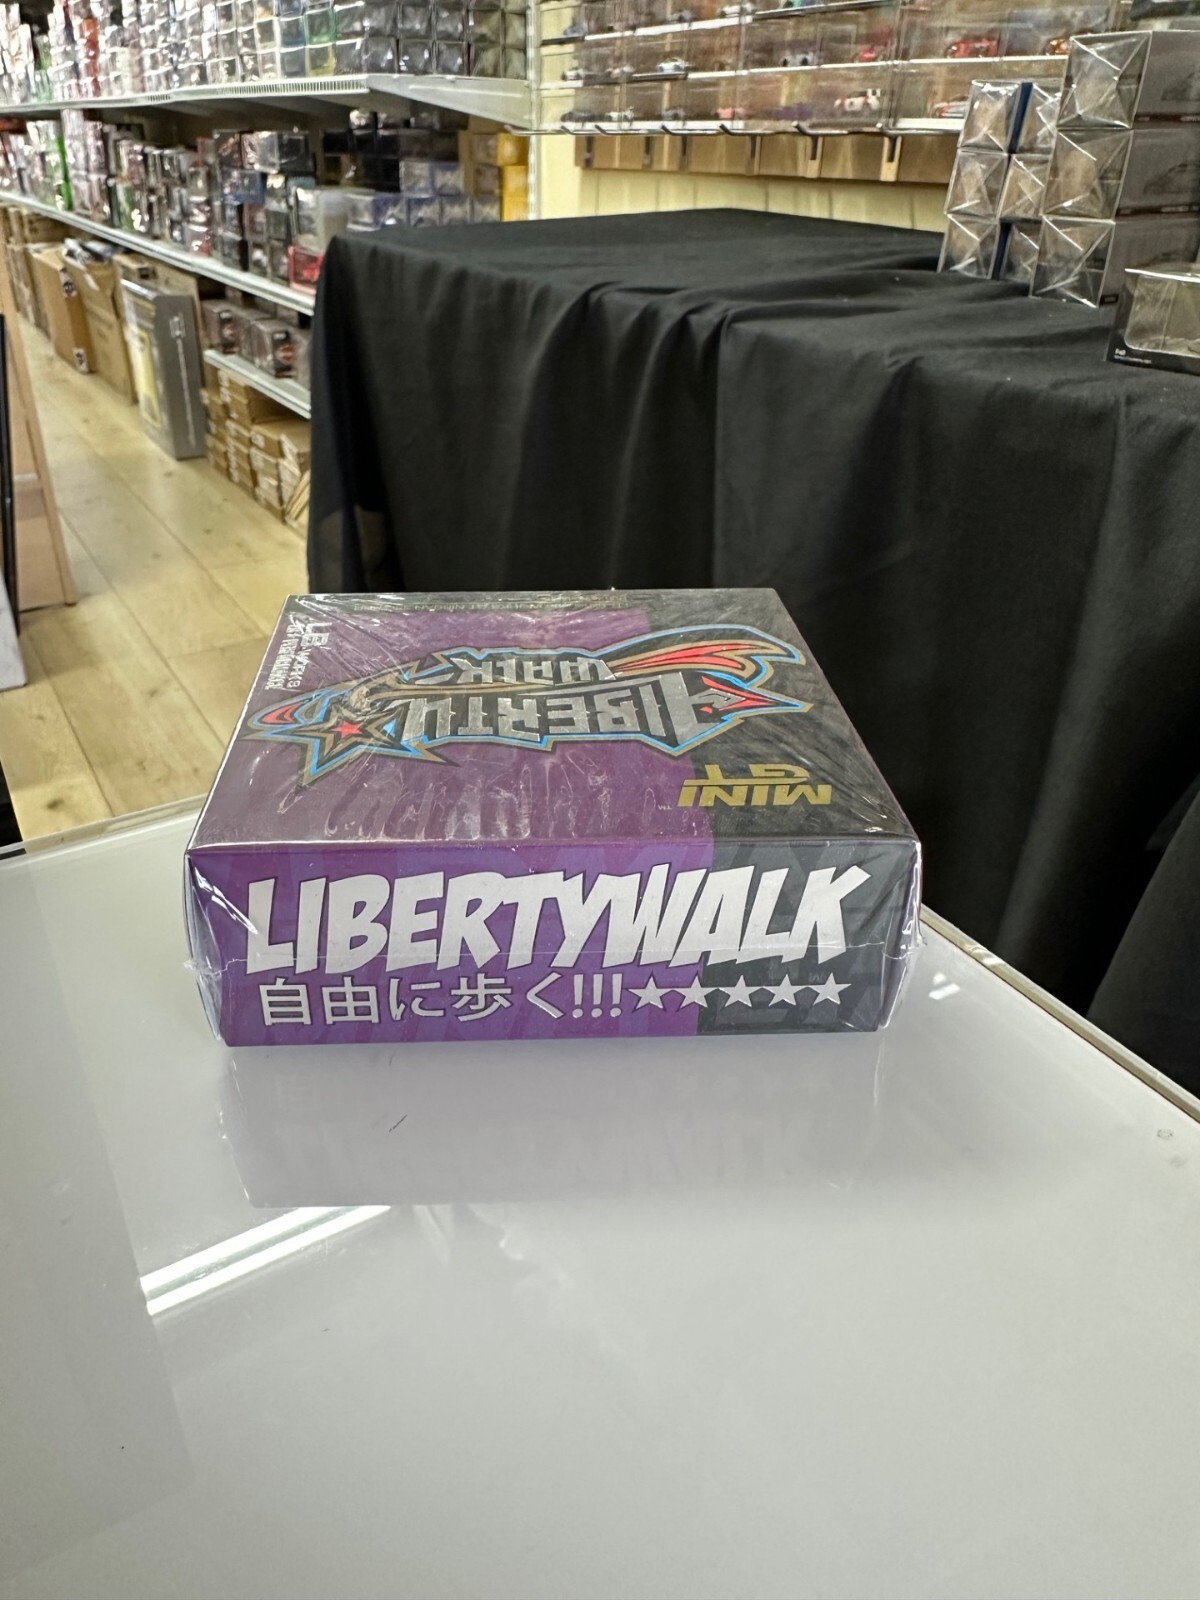 LB★WORKS
LIBERTY
WALK
MINI
GT
LIBERTYWALK
自由に歩く!!!★★★★★